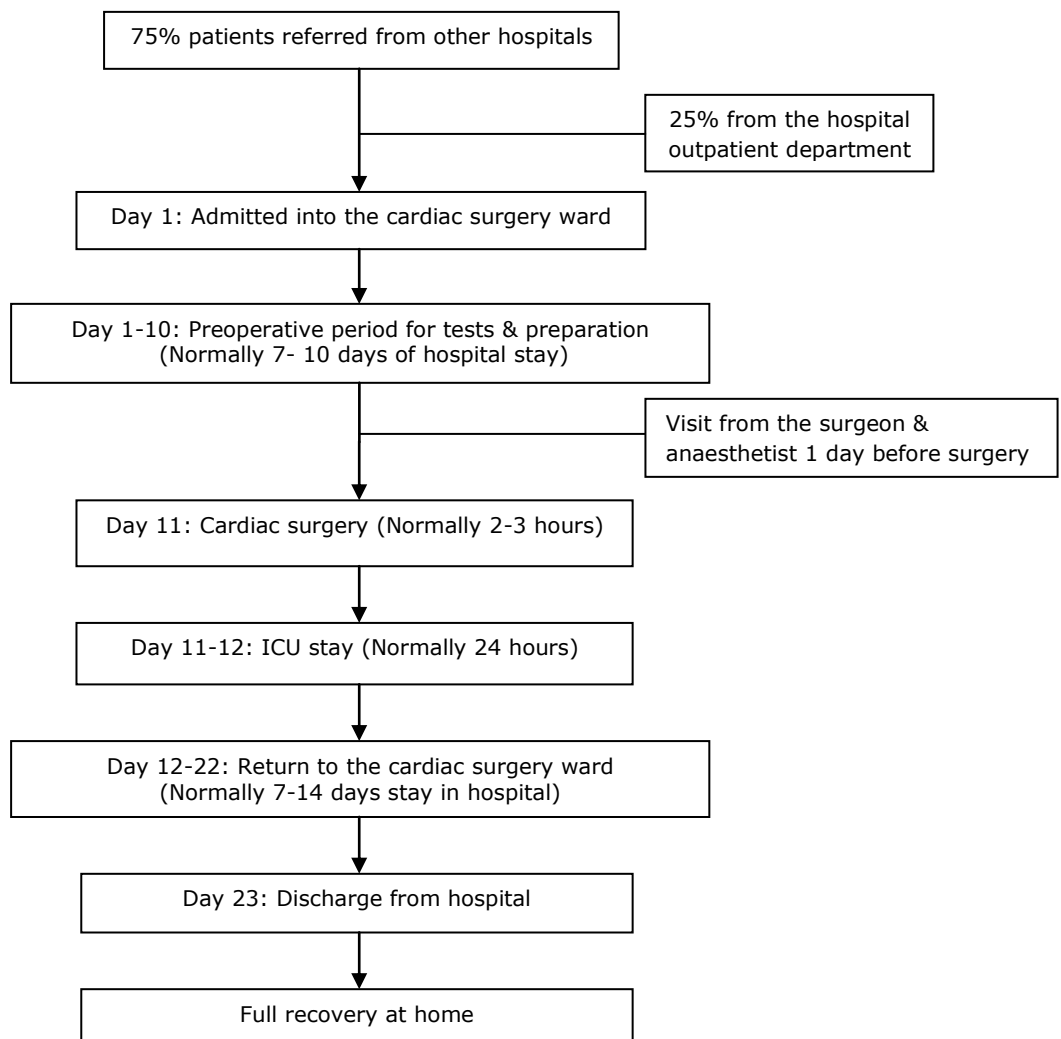 75% patients referred from other hospitals
25% from the hospital
outpatient department
Day 1: Admitted into the cardiac surgery ward
Day 1-10: Preoperative period for tests & preparation
(Normally 7- 10 days of hospital stay)
Visit from the surgeon &
anaesthetist 1 day before surgery
Day 11: Cardiac surgery (Normally 2-3 hours)
Day 11-12: ICU stay (Normally 24 hours)
Day 12-22: Return to the cardiac surgery ward
(Normally 7-14 days stay in hospital)
Day 23: Discharge from hospital
Full recovery at home